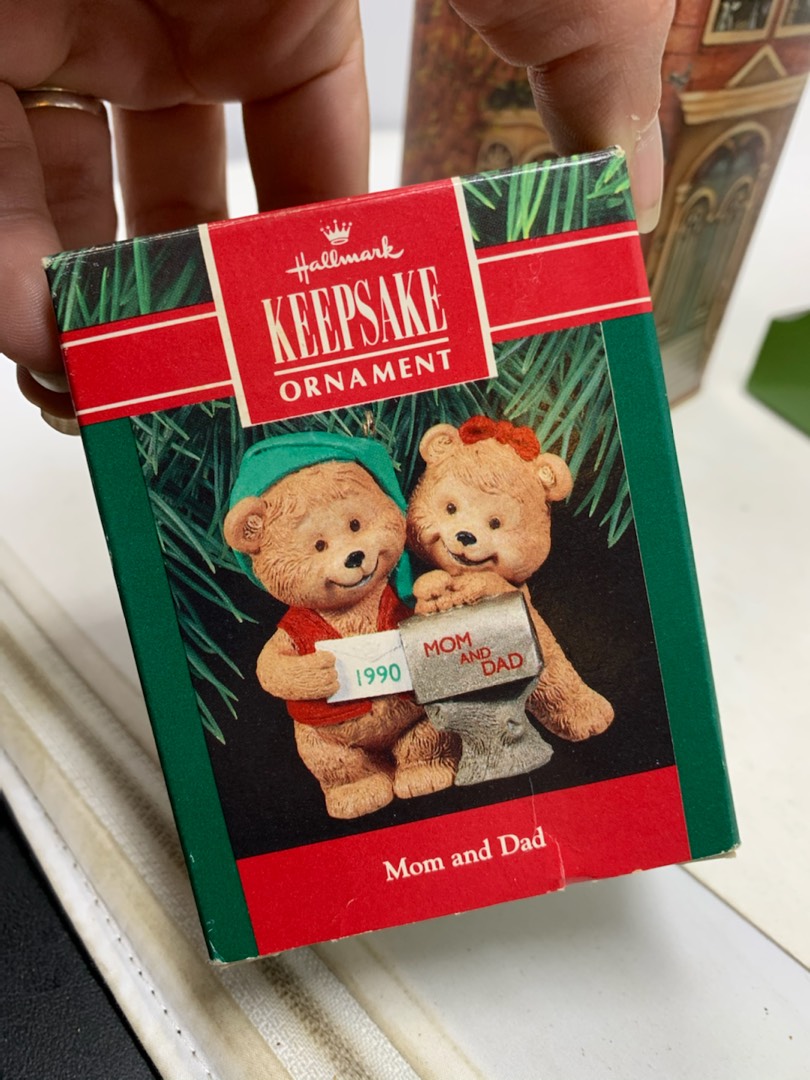 Hallmark
KEEPSAKE
ORNAMENT
1990
MOM
AND
DAD
Mom and Dad